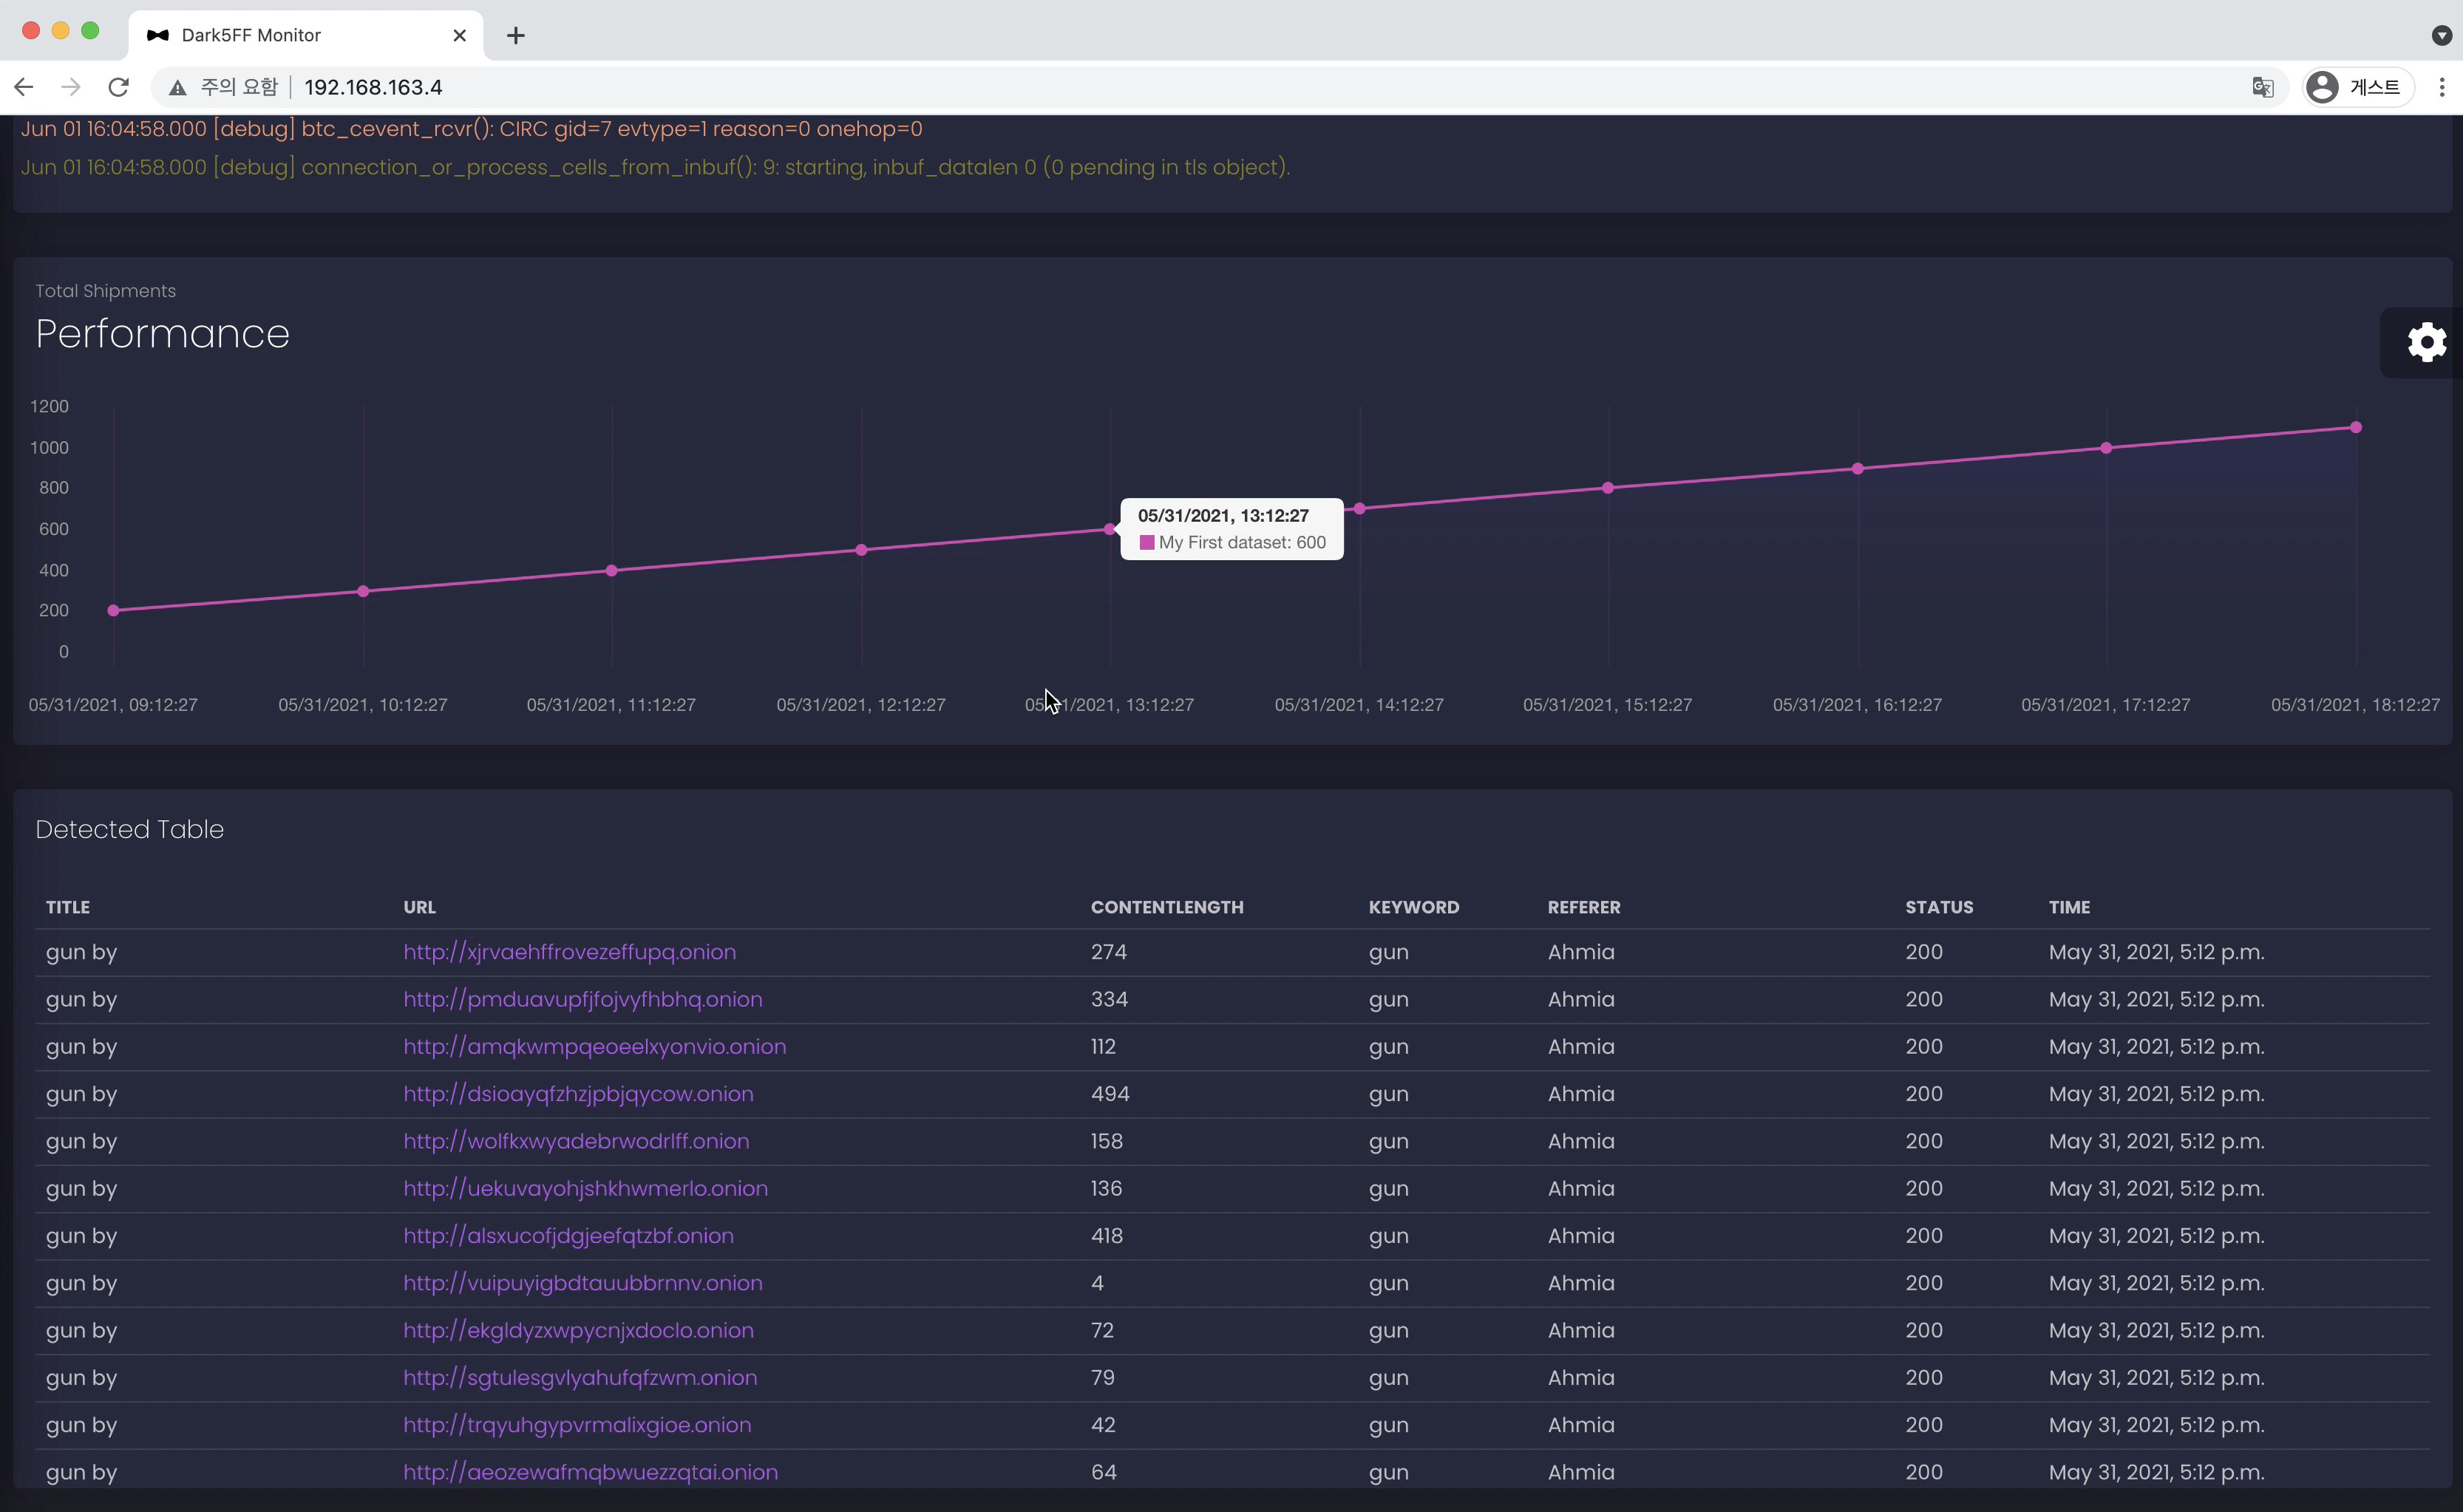 Dark5FF Monitor
주의 요함 192.168.163.4 게스트
Jun 01 16:04:58.000 [debug] btc_cevent_rcvr(): CIRC gid=7 evtype=1 reason=0 onehop=0
Jun 01 16:04:58.000 [debug] connection_or_process_cells_from_inbuf(): 9: starting, inbuf_datalen 0 (0 pending in tls object).
Total Shipments
Performance
1200
1000
800
600
400
200
0
05/31/2021, 13:12:27
My First dataset: 600
05/31/2021, 09:12:27 05/31/2021, 10:12:27 05/31/2021, 11:12:27 05/31/2021, 12:12:27 05/31/2021, 13:12:27 05/31/2021, 14:12:27 05/31/2021, 15:12:27 05/31/2021, 16:12:27 05/31/2021, 17:12:27 05/31/2021, 18:12:27
Detected Table
TITLE URL CONTENTLENGTH KEYWORD REFERER STATUS TIME
gun by http://xjrvaehffrovezeffupq.onion 274 gun Ahmia 200 May 31, 2021, 5:12 p.m.
gun by http://pmduavupfjfojvyfhbhq.onion 334 gun Ahmia 200 May 31, 2021, 5:12 p.m.
gun by http://amqkwmpqeoeelxyonvio.onion 112 gun Ahmia 200 May 31, 2021, 5:12 p.m.
gun by http://dsioayqfzhzjpbjqycow.onion 494 gun Ahmia 200 May 31, 2021, 5:12 p.m.
gun by http://wolfkxwyadebrwodrlff.onion 158 gun Ahmia 200 May 31, 2021, 5:12 p.m.
gun by http://uekuvayohjshkhwmerlo.onion 136 gun Ahmia 200 May 31, 2021, 5:12 p.m.
gun by http://alsxucofjdgjeefqtzbf.onion 418 gun Ahmia 200 May 31, 2021, 5:12 p.m.
gun by http://vuipuyigbdtauubbrnnv.onion 4 gun Ahmia 200 May 31, 2021, 5:12 p.m.
gun by http://ekgldyzxwpycnjxdoclo.onion 72 gun Ahmia 200 May 31, 2021, 5:12 p.m.
gun by http://sgtulesgvlyahufqfzwm.onion 79 gun Ahmia 200 May 31, 2021, 5:12 p.m.
gun by http://trqyuhgypvrmalixgioe.onion 42 gun Ahmia 200 May 31, 2021, 5:12 p.m.
gun by http://aeozewafmqbwuezzqtai.onion 64 gun Ahmia 200 May 31, 2021, 5:12 p.m.